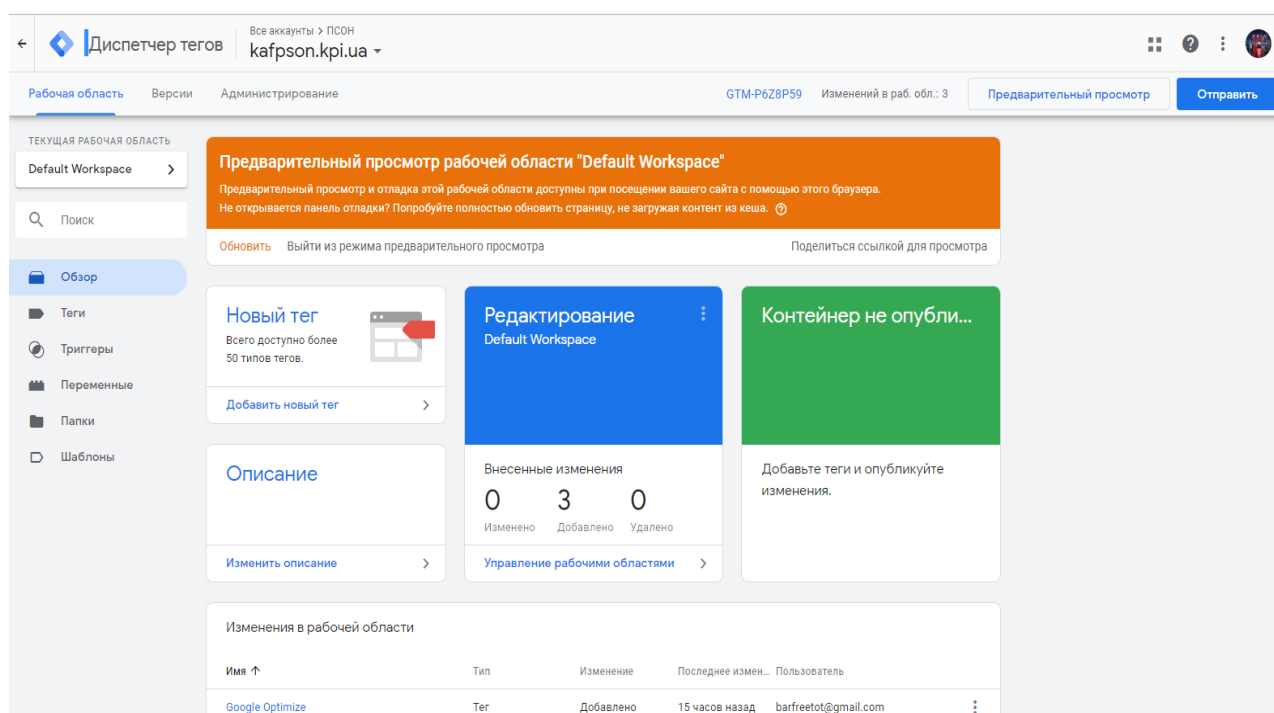 Все аккаунты > ПСОН
Диспетчер тегов
kafpson.kpi.ua
Рабочая область Версии Администрирование GTM-P6Z8P59 Изменений в раб. обл.: 3 Предварительный просмотр Отправить
ТЕКУЩАЯ РАБОЧАЯ ОБЛАСТЬ
Default Workspace
Поиск
Обзор
Теги
Триггеры
Переменные
Папки
Шаблоны
Предварительный просмотр рабочей области "Default Workspace"
Предварительный просмотр и отладка этой рабочей области доступны при посещении вашего сайта с помощью этого браузера.
Не открывается панель отладки? Попробуйте полностью обновить страницу, не загружая контент из кеша.
Обновить Выйти из режима предварительного просмотра Поделиться ссылкой для просмотра
Новый тег
Всего доступно более
50 типов тегов.
Добавить новый тег
Описание
Изменить описание
Редактирование
Default Workspace
Внесенные изменения
0 3 0
Изменено Добавлено Удалено
Управление рабочими областями
Контейнер не опубли...
Добавьте теги и опубликуйте
изменения.
Изменения в рабочей области
Имя Тип Изменение Последнее измен... Пользователь
Google Optimize Тег Добавлено 15 часов назад barfreetot@gmail.com